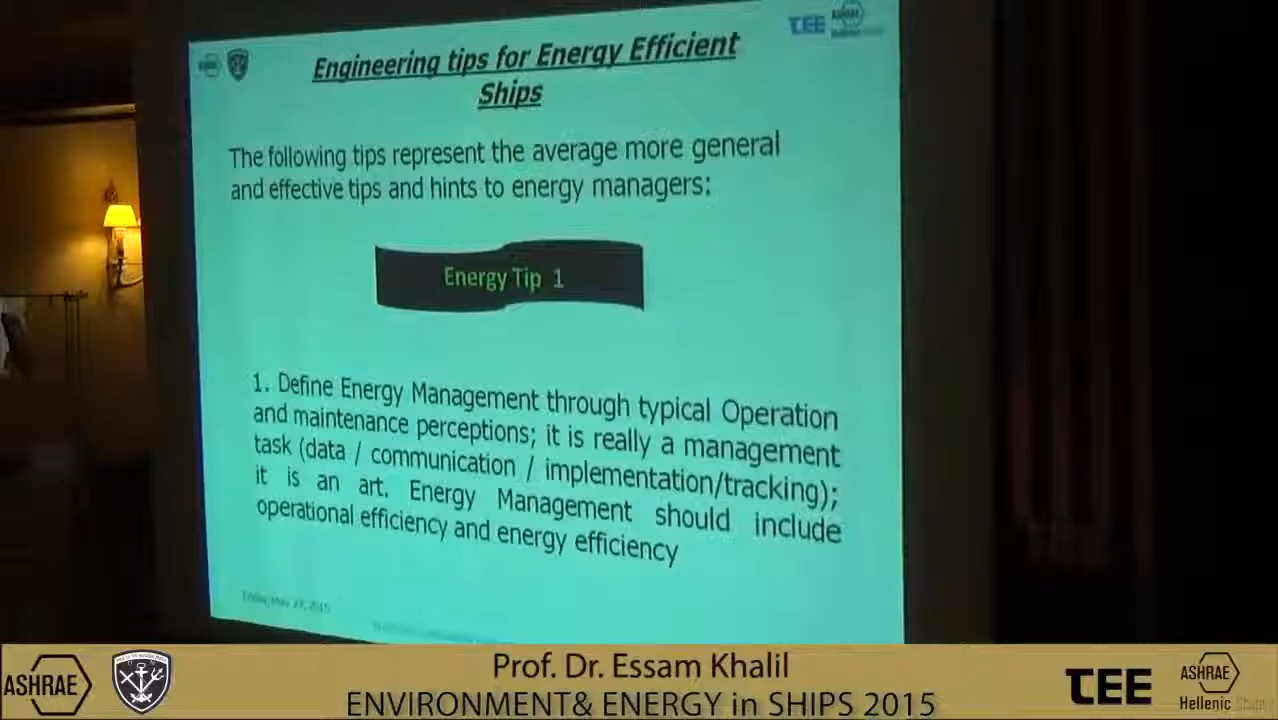 Engineering tips for Energy Efficient
Ships
TEE
ASHRAE
The following tips represent the average more general
and effective tips and hints to energy managers:
Energy Tip 1
1. Define Energy Management through typical Operation
and maintenance perceptions; it is really a management
task (data / communication / implementation/tracking);
it is an art. Energy Management should include
operational efficiency and energy efficiency
2015
ASHRAE
Prof. Dr. Essam Khalil
ENVIRONMENT& ENERGY in SHIPS 2015
TEE
ASHRAE
Hellenic